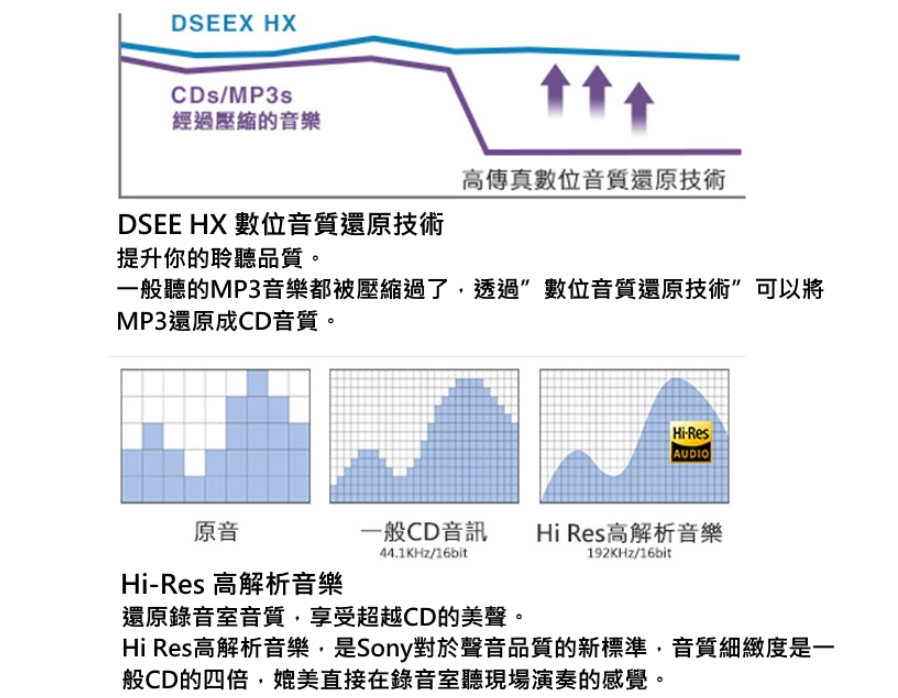 DSEEX HX
CDs/MP3s
經過壓縮的音樂
高傳真數位音質還原技術
DSEE HX 數位音質還原技術
提升你的聆聽品質。
一般聽的MP3音樂都被壓縮過了，透過”數位音質還原技術”可以將
MP3還原成CD音質。
Hi-Res
AUDIO
原音
一般CD音訊
44.1KHz/16bit
Hi Res高解析音樂
192KHz/16bit
Hi-Res 高解析音樂
還原錄音室音質，享受超越CD的美聲。
Hi Res高解析音樂，是Sony對於聲音品質的新標準，音質細緻度是一
般CD的四倍，媲美直接在錄音室聽現場演奏的感覺。